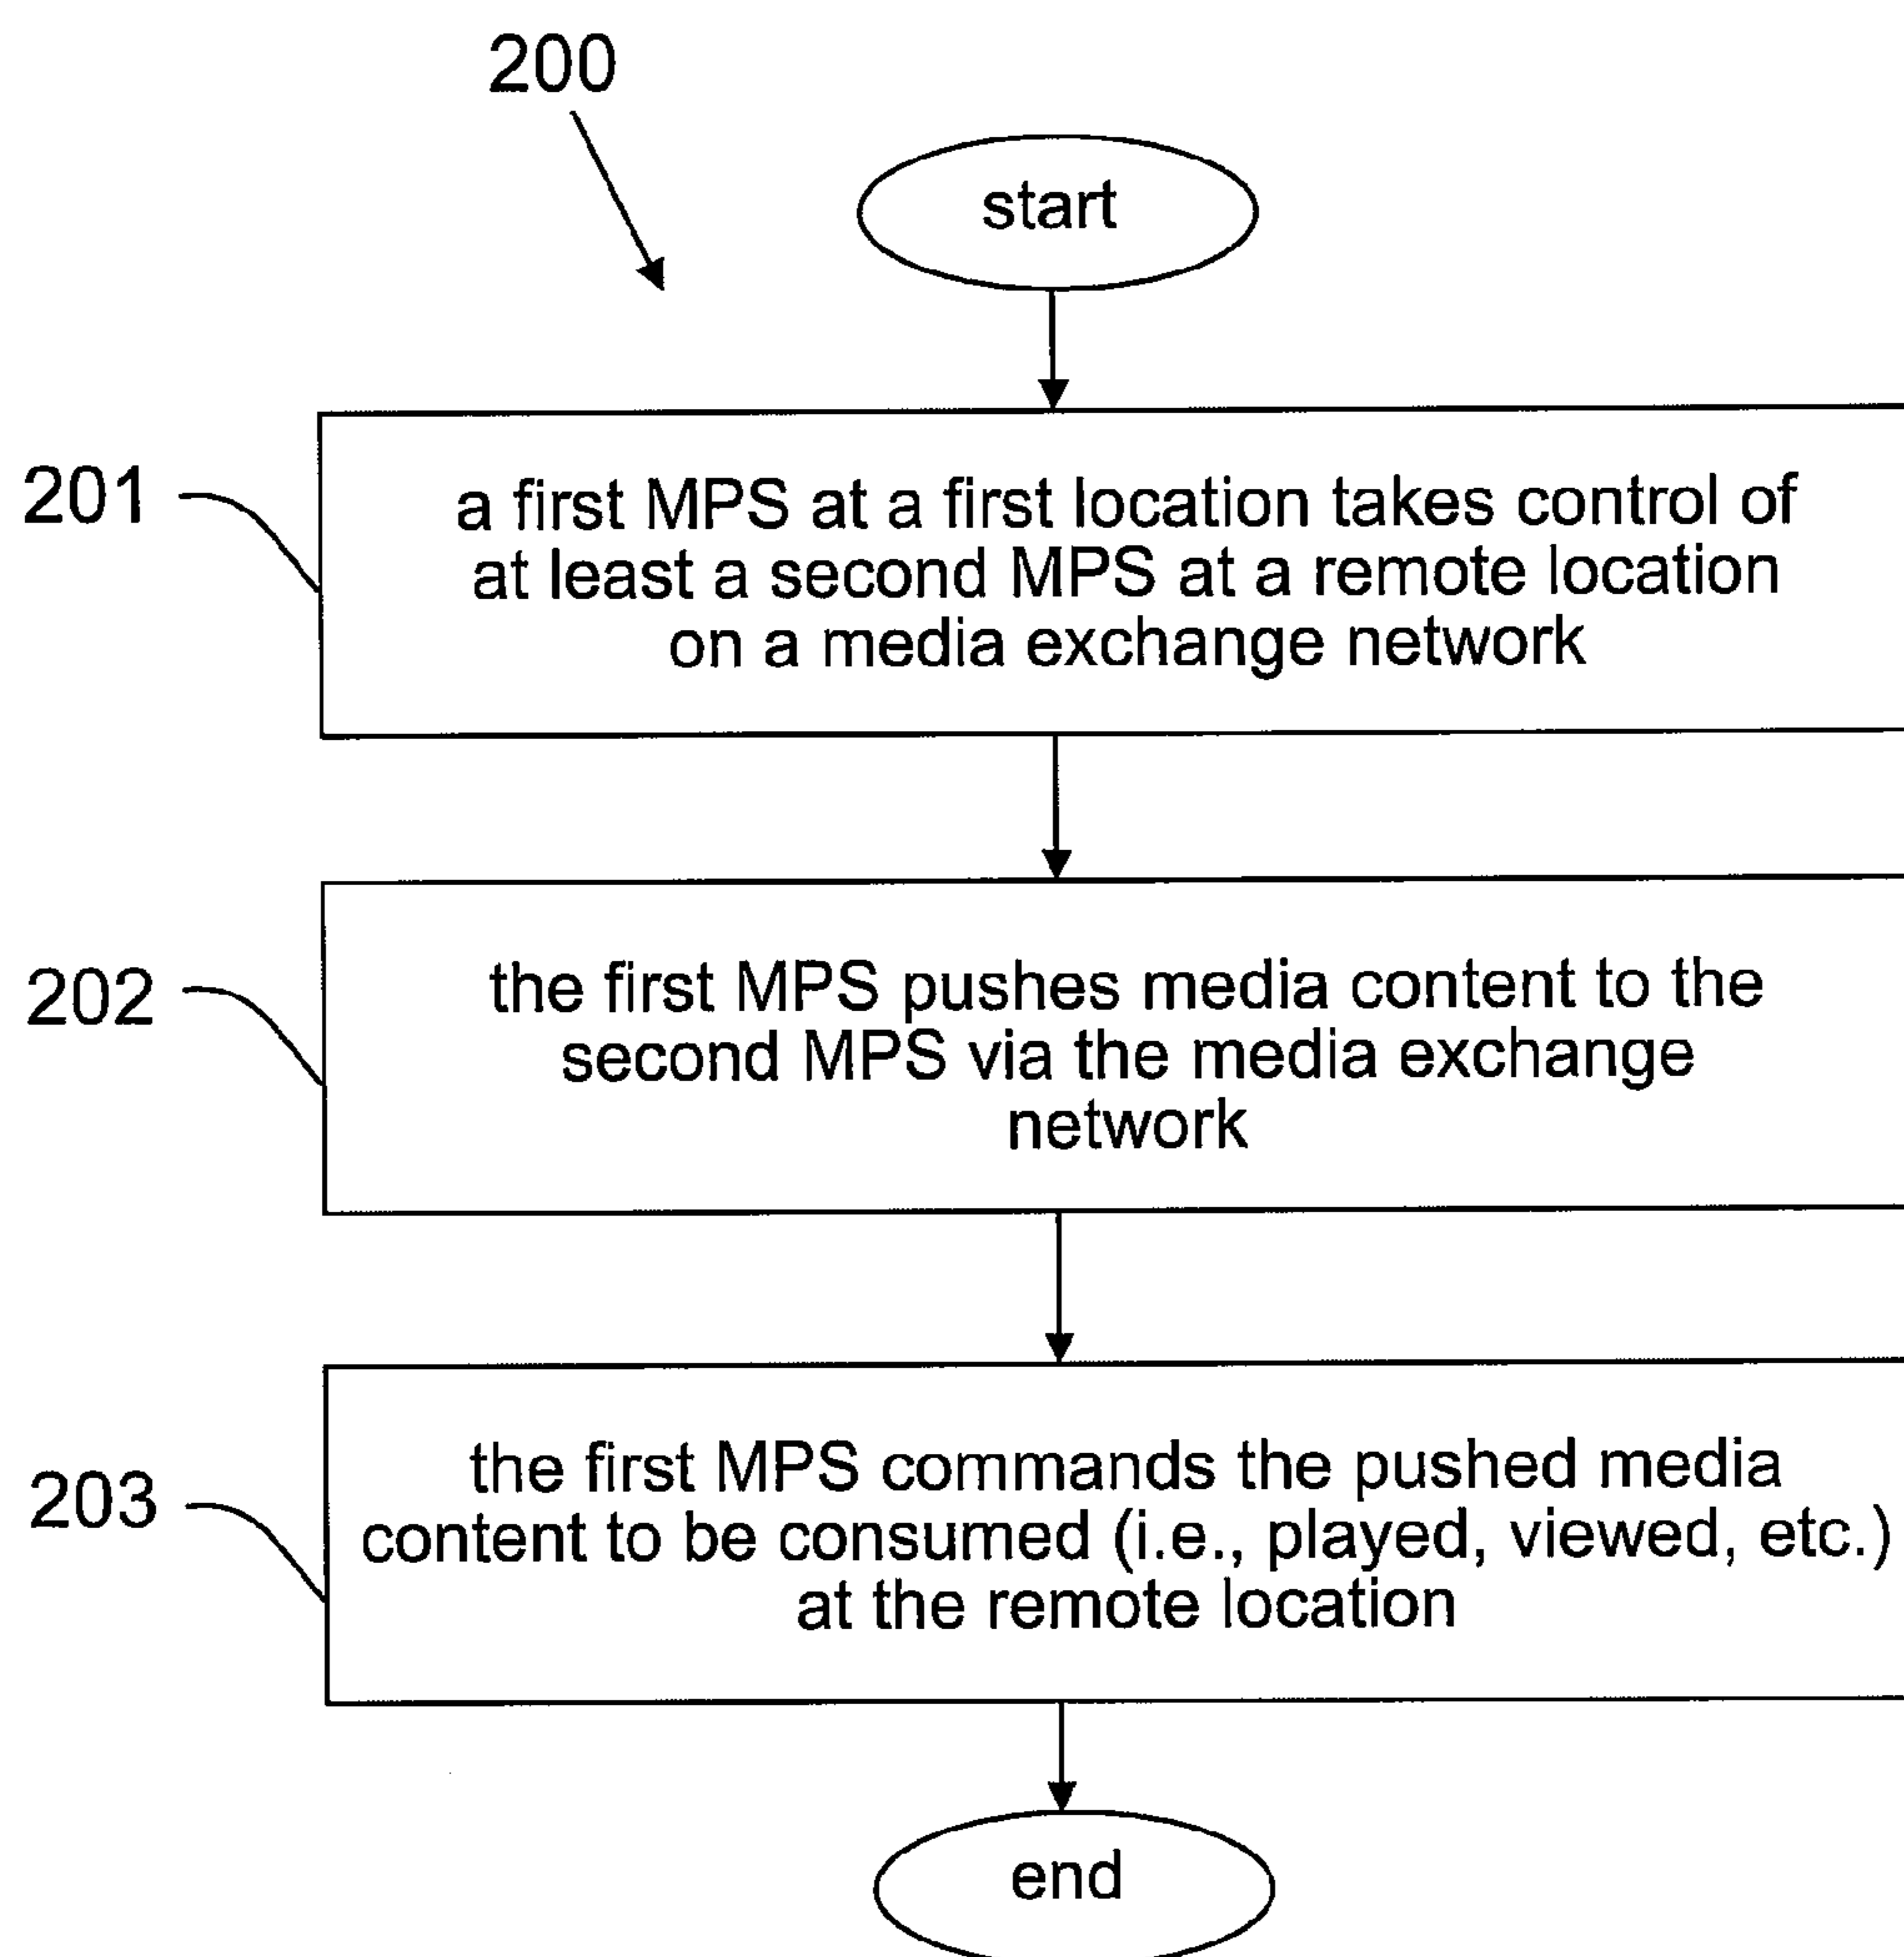 200
start
201
a first MPS at a first location takes control of
at least a second MPS at a remote location
on a media exchange network
202
the first MPS pushes media content to the
second MPS via the media exchange
network
203
the first MPS commands the pushed media
content to be consumed (i.e., played, viewed, etc.)
at the remote location
end